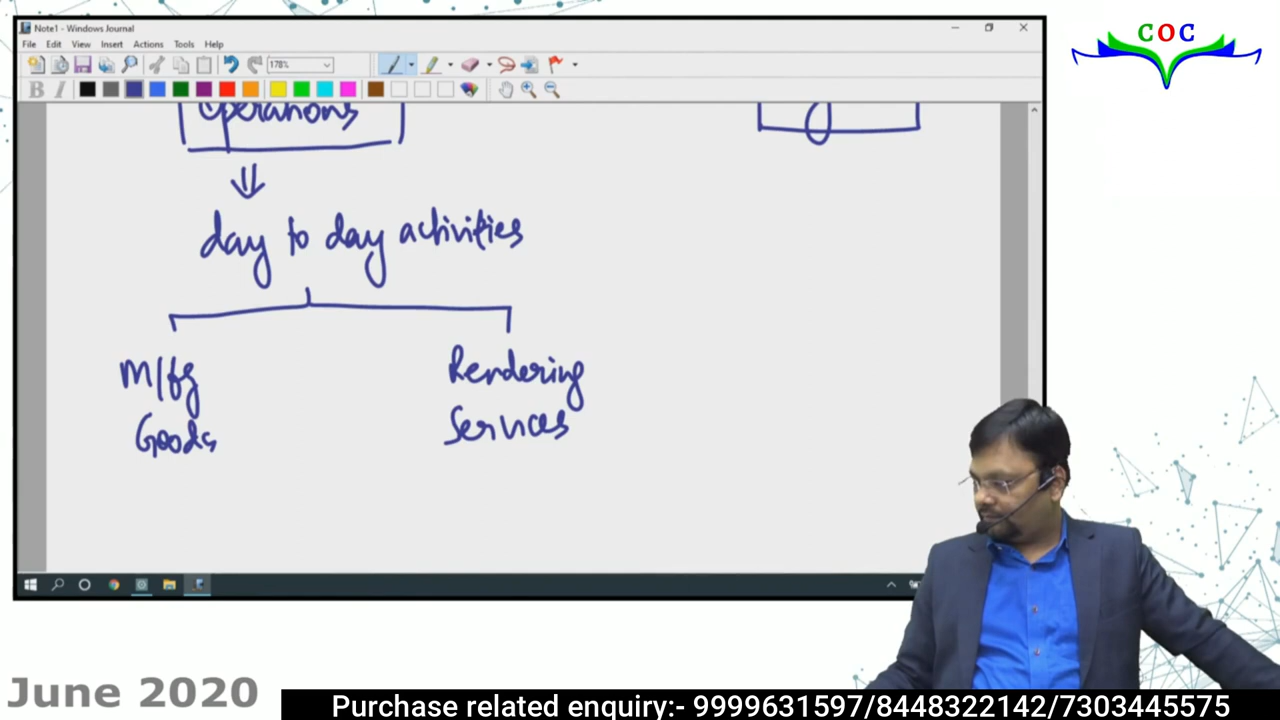 Note1 - Windows Journal
COC
File Edit View Insert Actions Tools Help
178%
B I
operations
day to day activities
M/fg Rendering
Goods Services
June 2020
Purchase related enquiry:- 9999631597/8448322142/7303445575